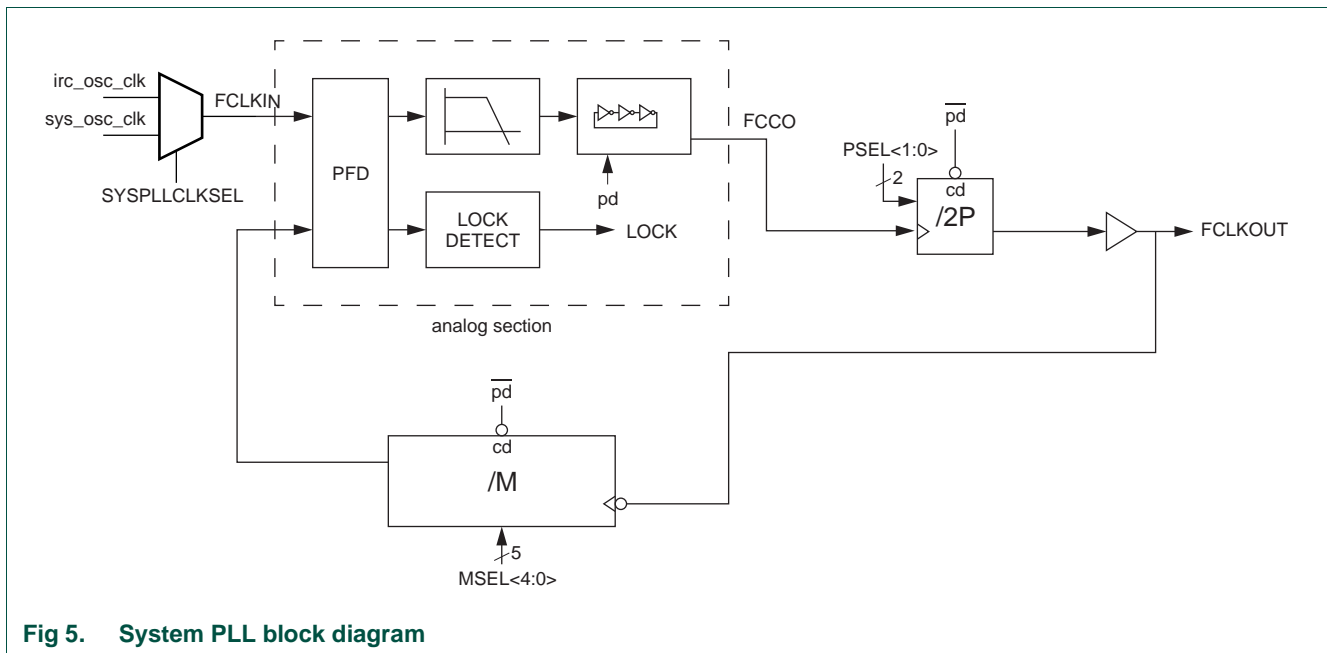 irc_osc_clk
sys_osc_clk
FCLKIN
SYSPLLCLKSEL
PFD
LOCK
DETECT
pd
LOCK
FCCO
analog section
pd
PSEL<1:0>
2
cd
/2P
FCLKOUT
pd
cd
/M
5
MSEL<4:0>
Fig 5. System PLL block diagram